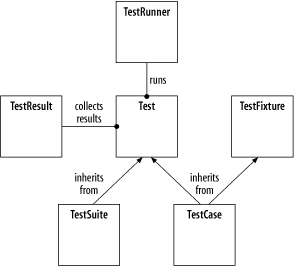 TestRunner
runs
TestResult
collects
results
Test
TestFixture
inherits
from
inherits
from
TestSuite
TestCase